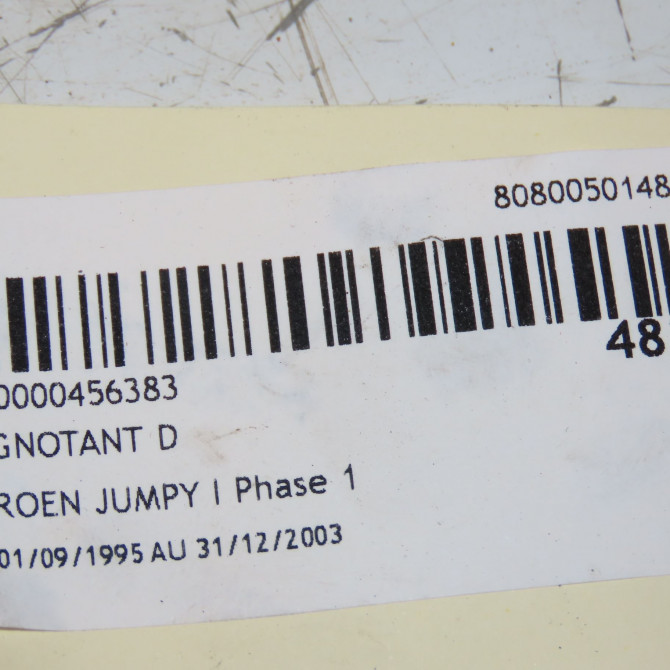 8080050148
48
0000456383
GNOTANT D
ROEN JUMPY I Phase 1
01/09/1995 AU 31/12/2003